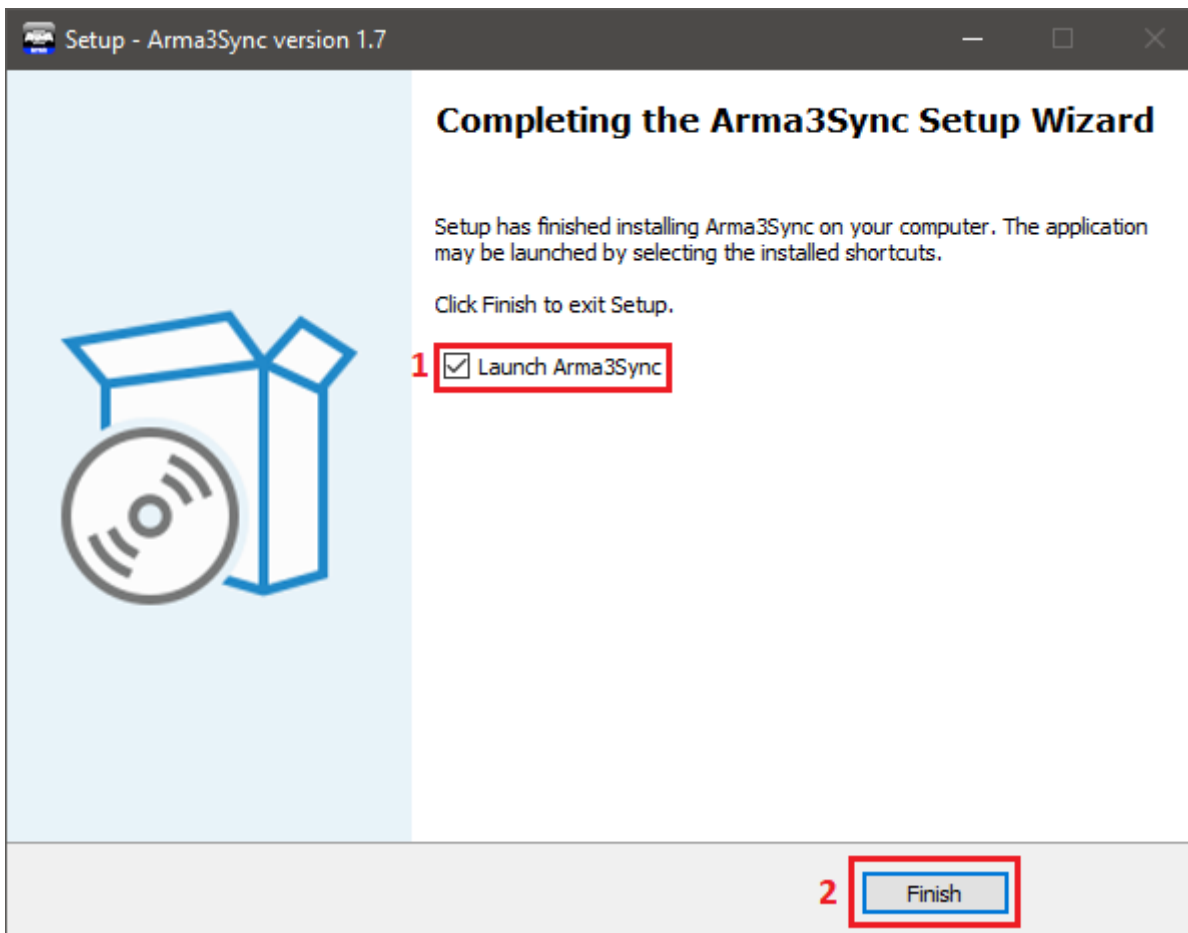 Setup - Arma3Sync version 1.7
Completing the Arma3Sync Setup Wizard
Setup has finished installing Arma3Sync on your computer. The application
may be launched by selecting the installed shortcuts.
Click Finish to exit Setup.
1 Launch Arma3Sync
2 Finish